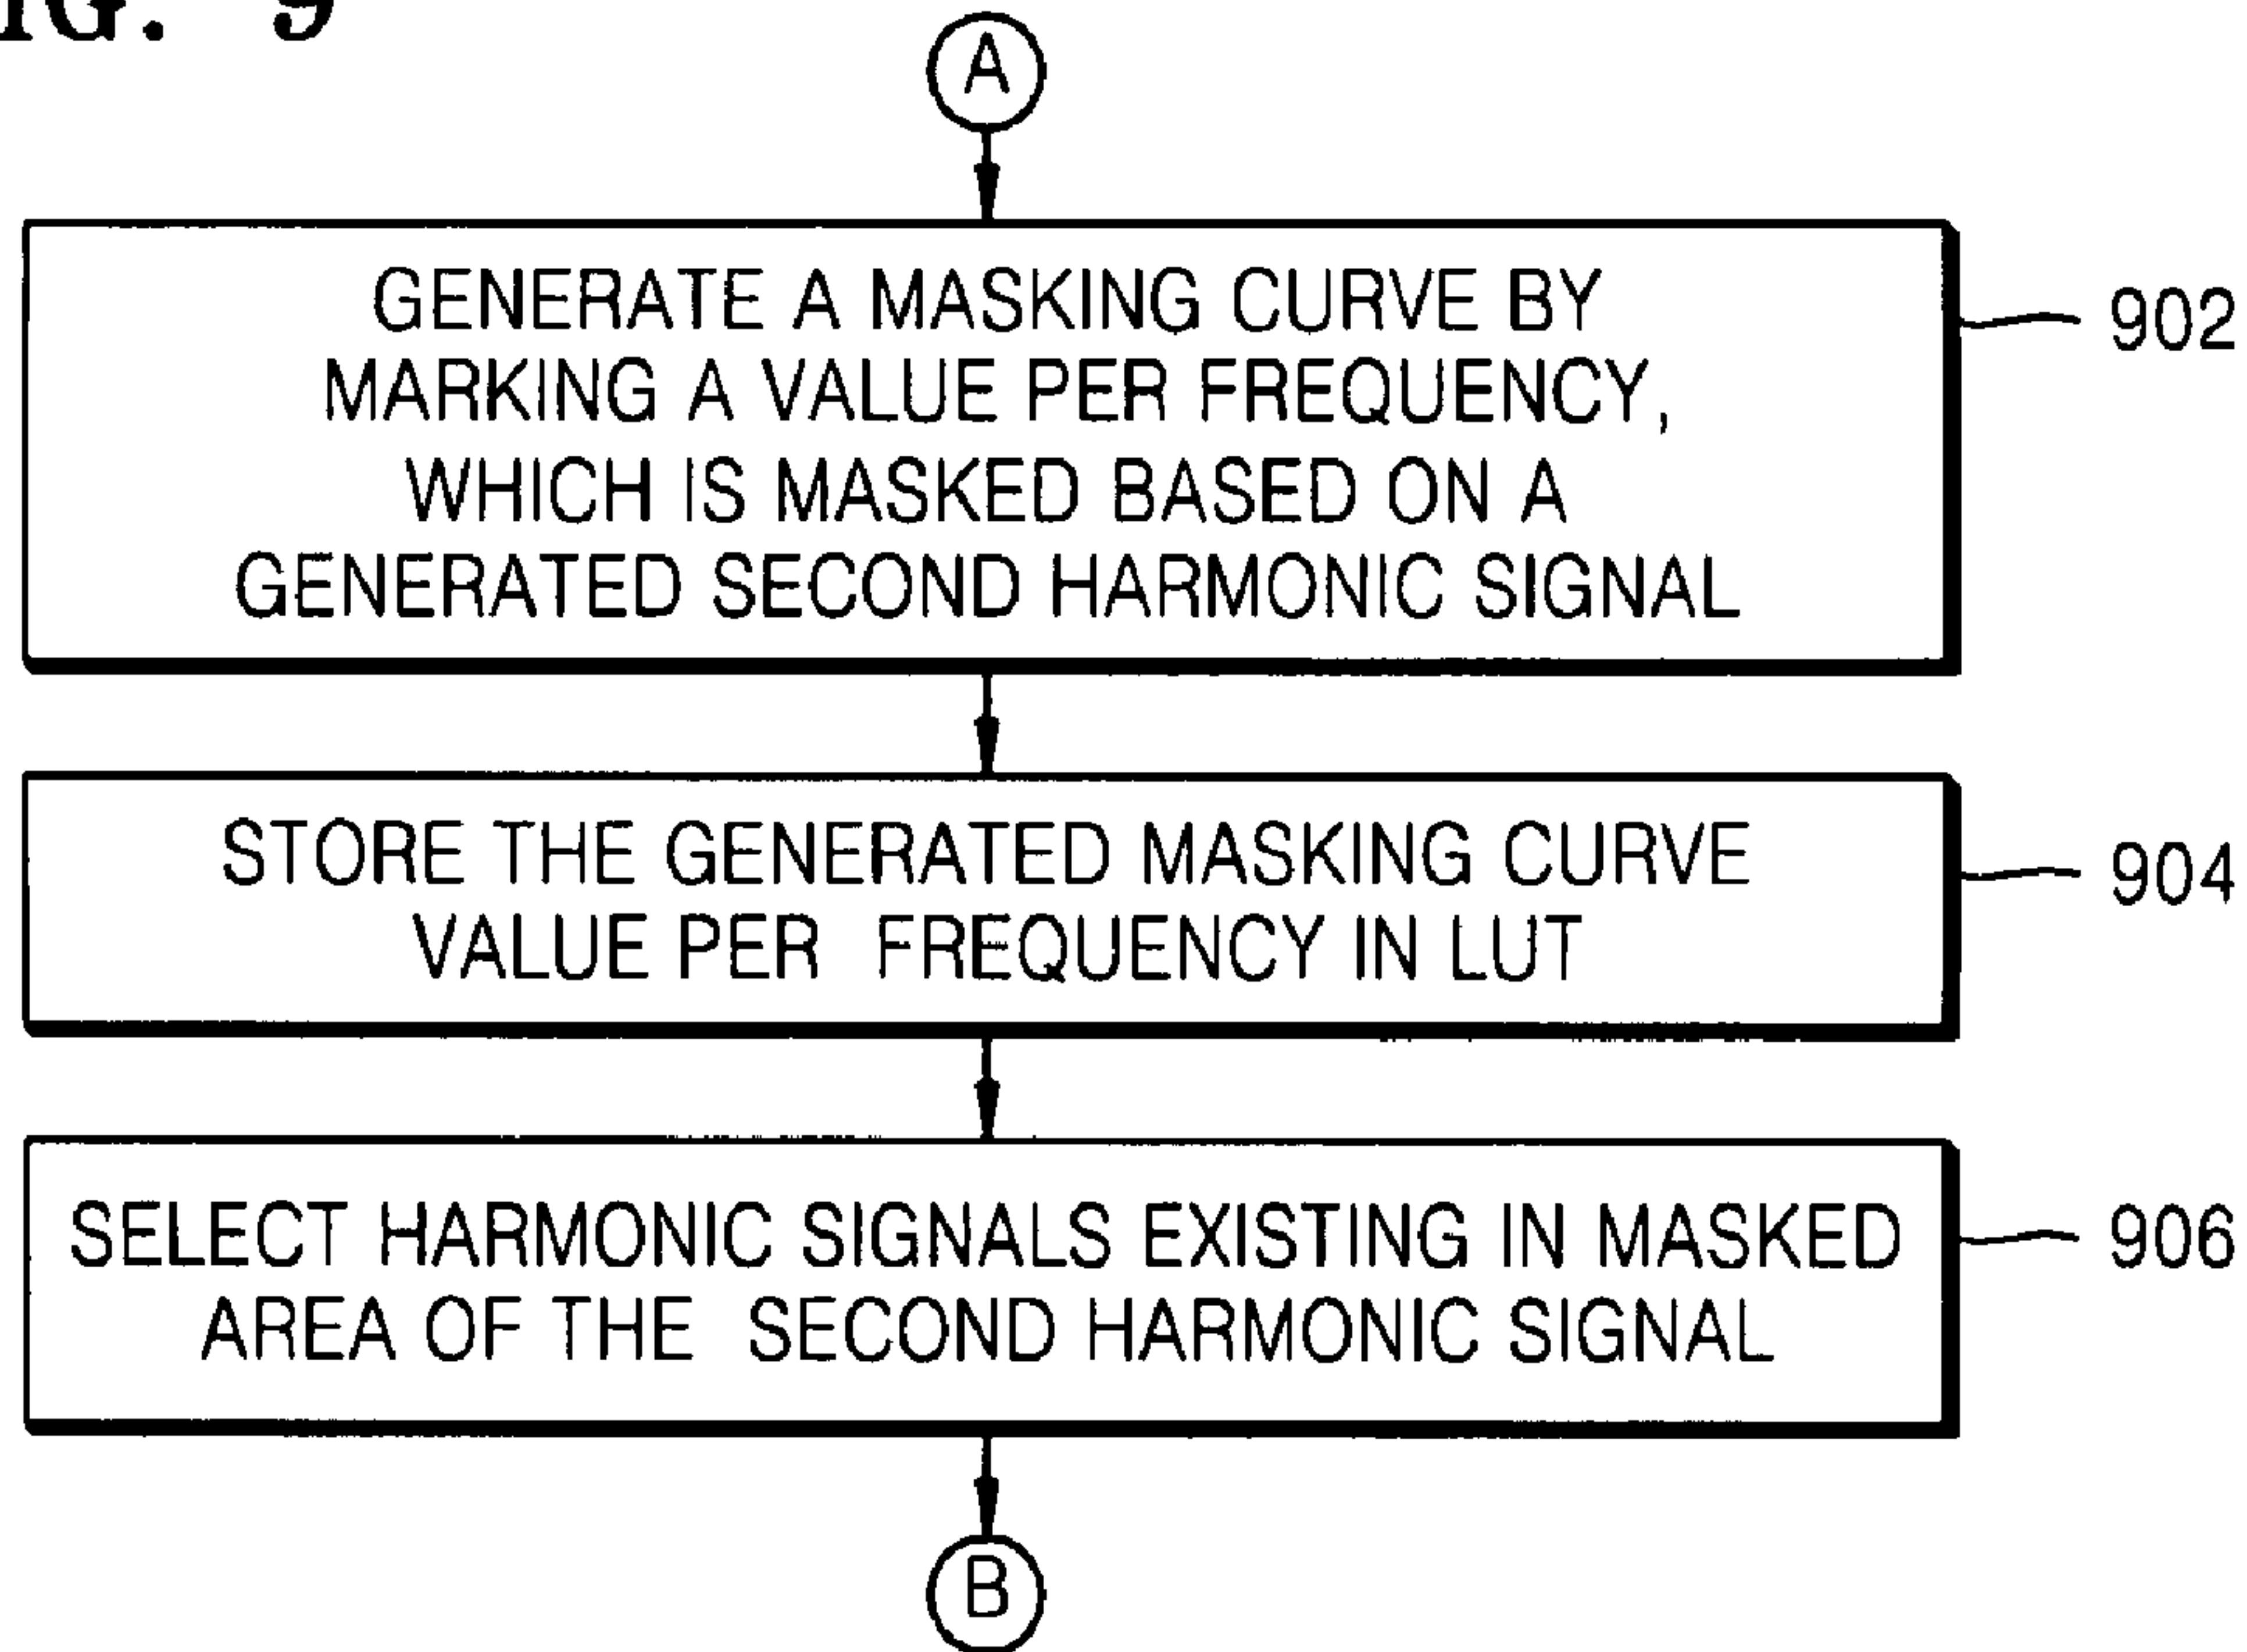 IG. 9
A
GENERATE A MASKING CURVE BY
MARKING A VALUE PER FREQUENCY,
WHICH IS MASKED BASED ON A
GENERATED SECOND HARMONIC SIGNAL
902
STORE THE GENERATED MASKING CURVE
VALUE PER FREQUENCY IN LUT
904
SELECT HARMONIC SIGNALS EXISTING IN MASKED
AREA OF THE SECOND HARMONIC SIGNAL
906
B